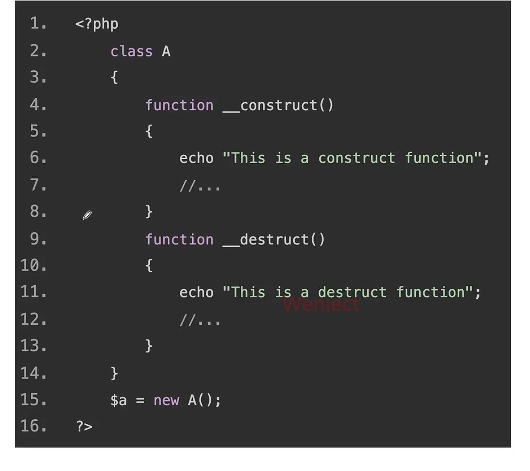 1. <?php
2. class A
3. {
4. function __construct()
5. {
6. echo "This is a construct function";
7. //...
8. }
9. function __destruct()
10. {
11. echo "This is a destruct function";
Wenject
12. //...
13. }
14. }
15. $a = new A();
16. ?>